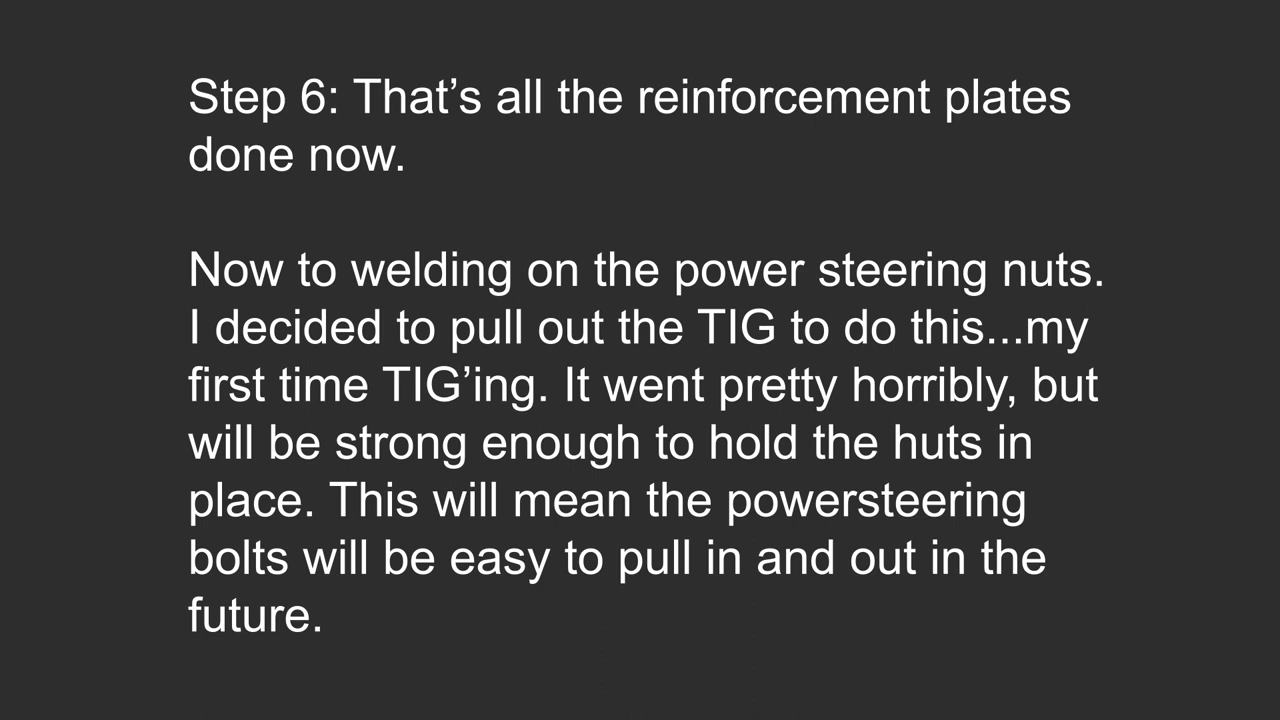 Step 6: That’s all the reinforcement plates
done now.
Now to welding on the power steering nuts.
I decided to pull out the TIG to do this...my
first time TIG’ing. It went pretty horribly, but
will be strong enough to hold the huts in
place. This will mean the powersteering
bolts will be easy to pull in and out in the
future.